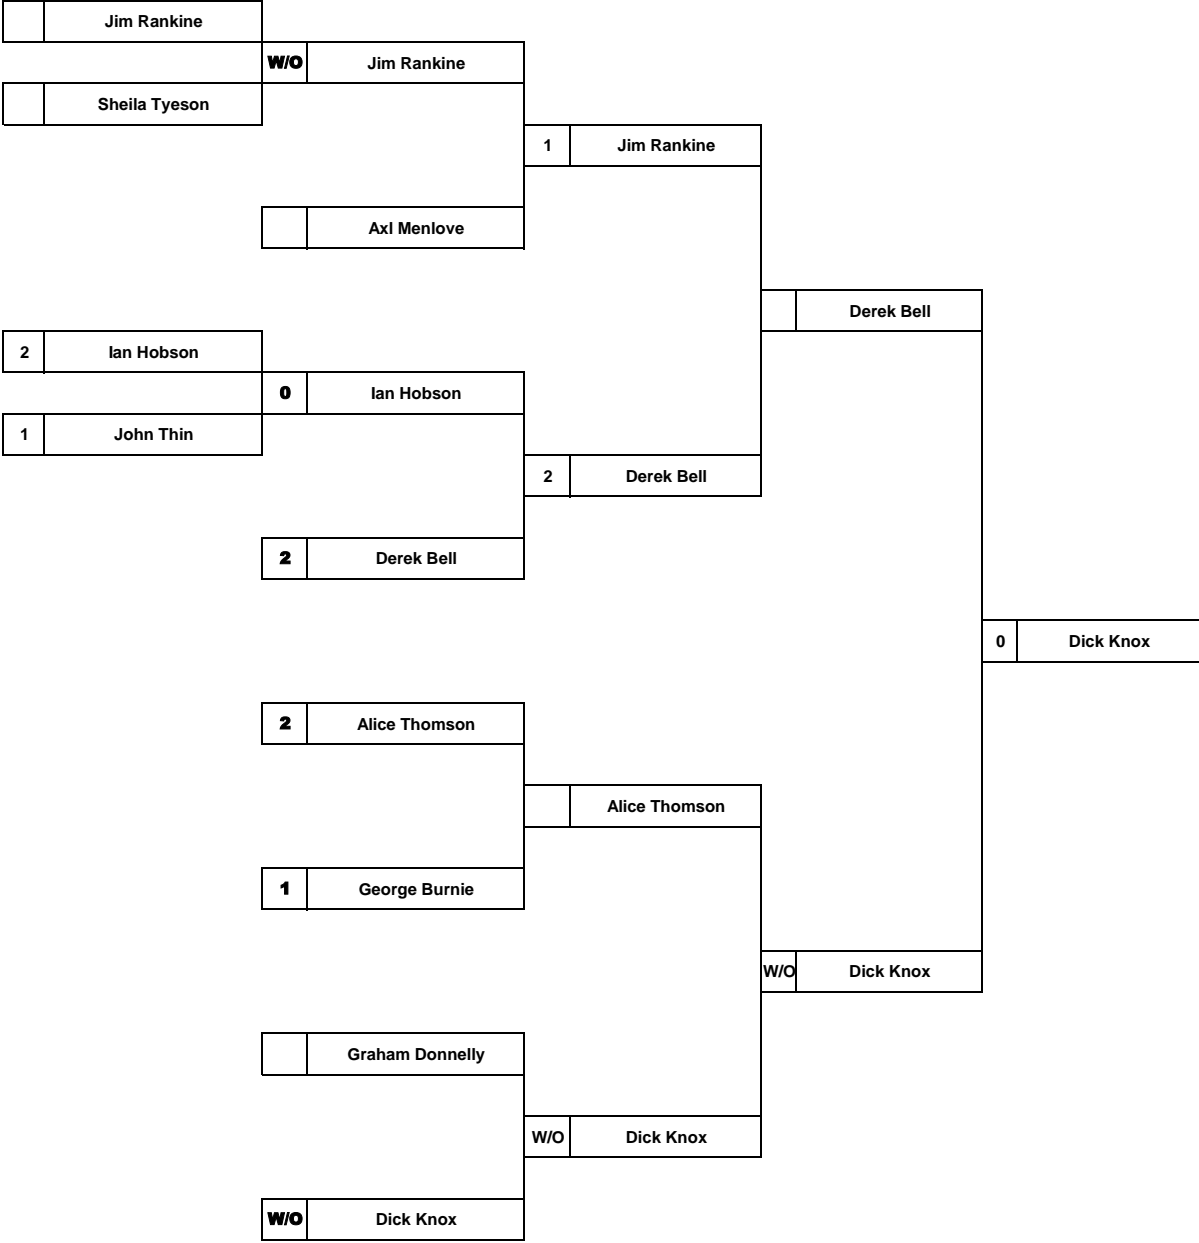 Jim Rankine
W/O Jim Rankine
Sheila Tyeson
1 Jim Rankine
Axl Menlove
Derek Bell
2 Ian Hobson
0 Ian Hobson
1 John Thin
2 Derek Bell
2 Derek Bell
0 Dick Knox
2 Alice Thomson
Alice Thomson
1 George Burnie
W/O Dick Knox
Graham Donnelly
W/O Dick Knox
W/O Dick Knox